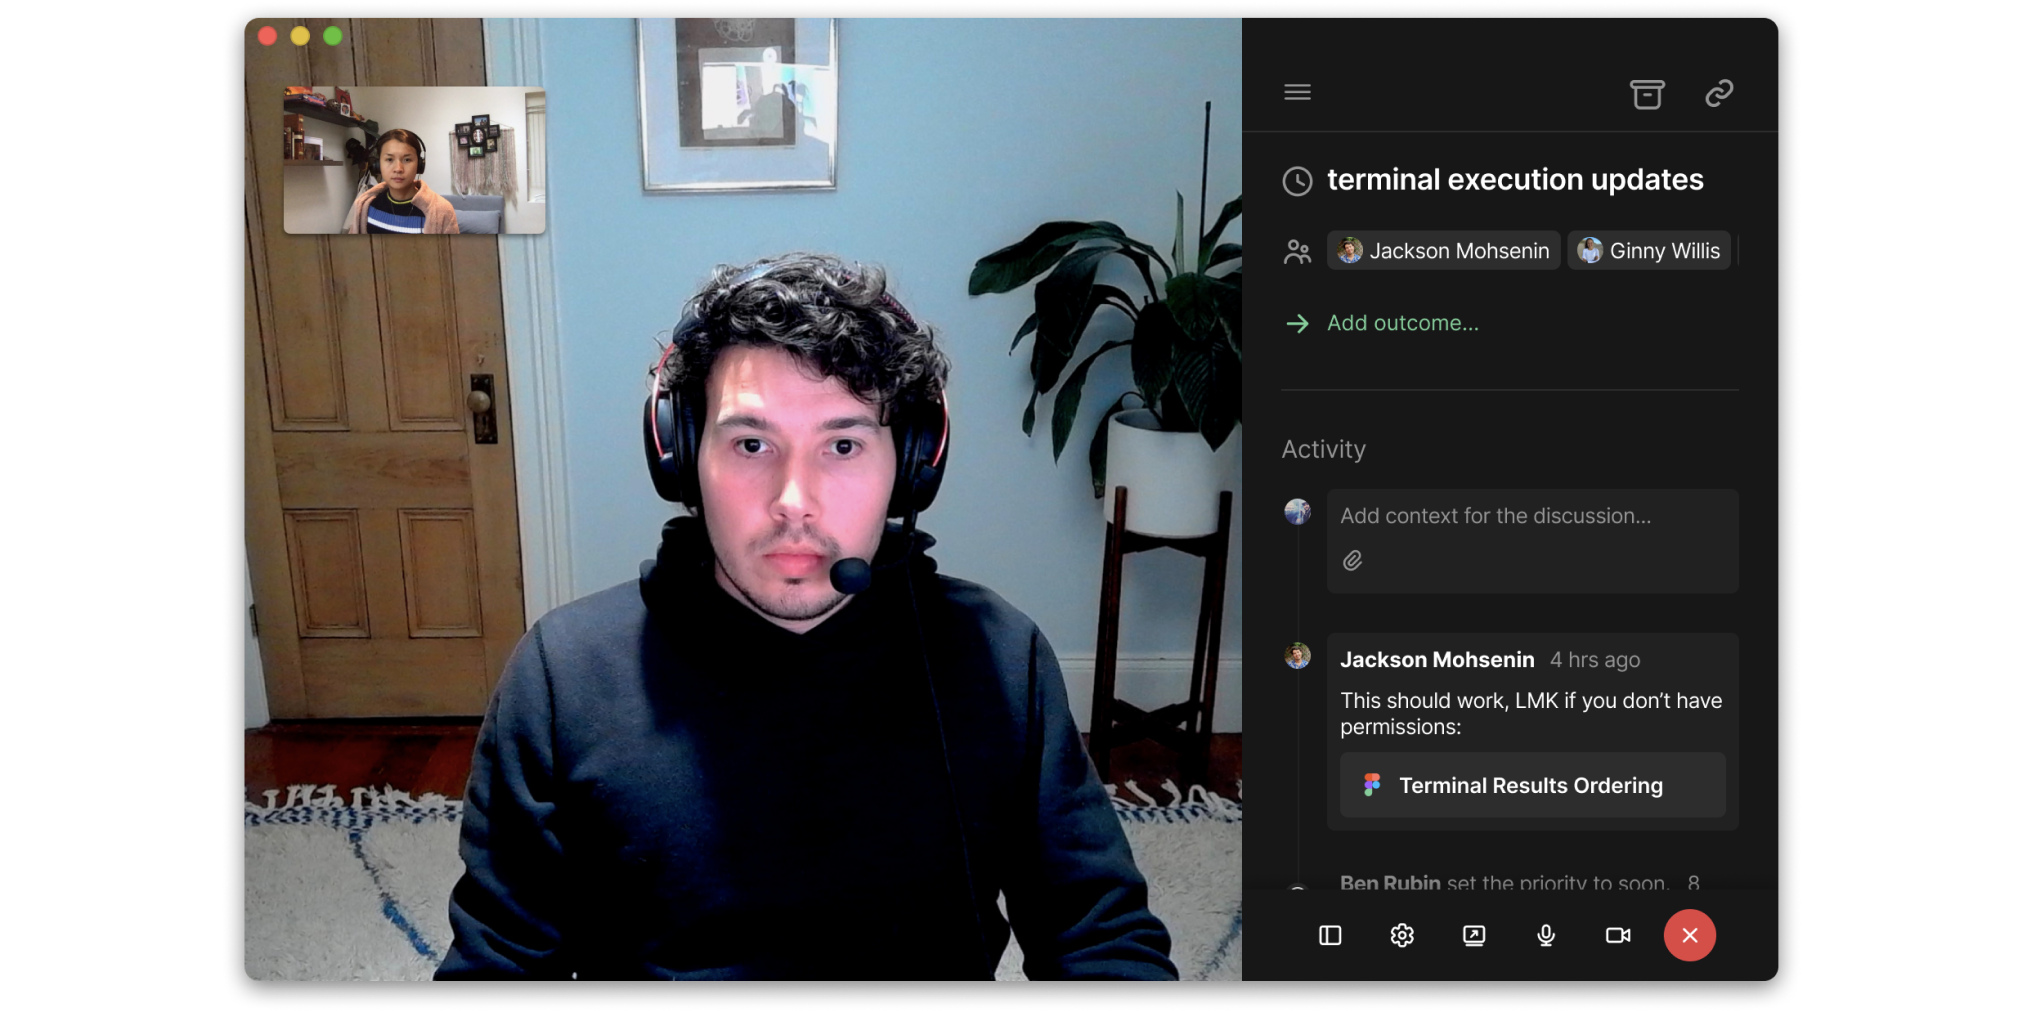 terminal execution updates
Jackson Mohsenin
Ginny Willis
Add outcome...
Activity
Add context for the discussion...
Jackson Mohsenin 4 hrs ago
This should work, LMK if you don’t have
permissions:
Terminal Results Ordering
Ben Rubin set the priority to soon. 8